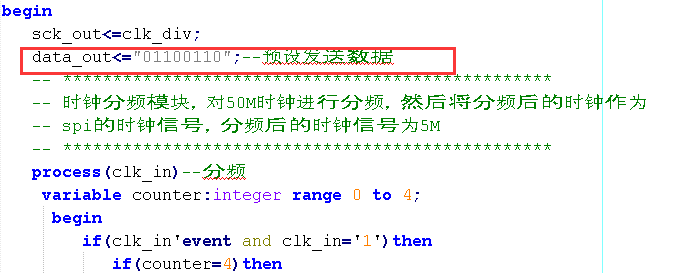 begin
sck_out<=clk_div;
data_out<="01100110";--预设发送数据
-- *************************************************
-- 时钟分频模块，对50M时钟进行分频，然后将分频后的时钟作为
-- spi的时钟信号，分频后的时钟信号为5M
-- *************************************************
process(clk_in)--分频
variable counter:integer range 0 to 4;
begin
if(clk_in'event and clk_in='1')then
if(counter=4)then